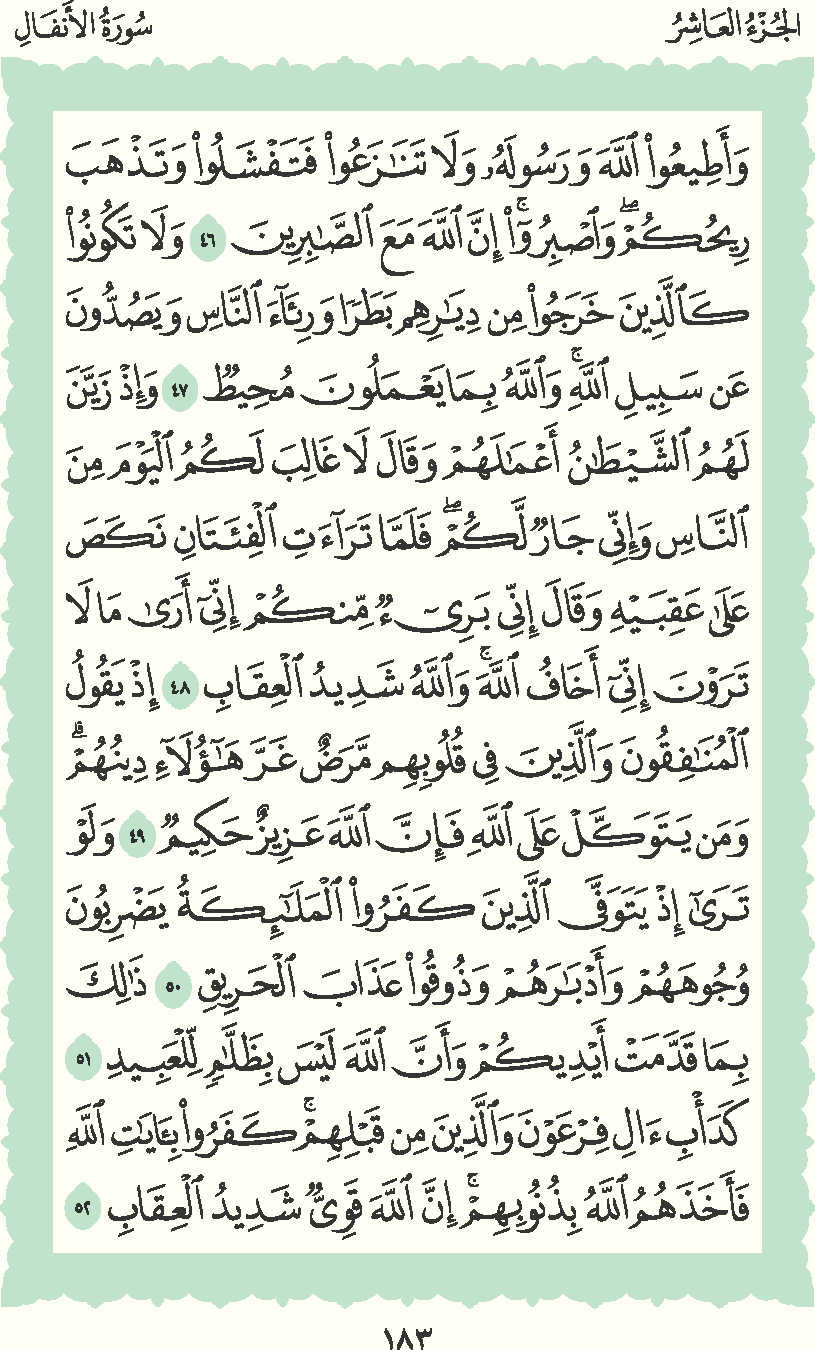 الجُزْءُ العَاشِرُ
سُورَةُ الأَنفَالِ
وَأَطِيعُوا۟ ٱللَّهَ وَرَسُولَهُۥ وَلَا تَنَـٰزَعُوا۟ فَتَفْشَلُوا۟ وَتَذْهَبَ
رِيحُكُمْ ۖ وَٱصْبِرُوٓا۟ ۚ إِنَّ ٱللَّهَ مَعَ ٱلصَّـٰبِرِينَ ٤٦ وَلَا تَكُونُوا۟
كَٱلَّذِينَ خَرَجُوا۟ مِن دِيَـٰرِهِم بَطَرًا وَرِئَآءَ ٱلنَّاسِ وَيَصُدُّونَ
عَن سَبِيلِ ٱللَّهِ ۚ وَٱللَّهُ بِمَا يَعْمَلُونَ مُحِيطٌ ٤٧ وَإِذْ زَيَّنَ
لَهُمُ ٱلشَّيْطَـٰنُ أَعْمَـٰلَهُمْ وَقَالَ لَا غَالِبَ لَكُمُ ٱلْيَوْمَ مِنَ
ٱلنَّاسِ وَإِنِّى جَارٌ لَّكُمْ ۖ فَلَمَّا تَرَآءَتِ ٱلْفِئَتَانِ نَكَصَ
عَلَىٰ عَقِبَيْهِ وَقَالَ إِنِّى بَرِىٓءٌ مِّنكُمْ إِنِّىٓ أَرَىٰ مَا لَا
تَرَوْنَ إِنِّىٓ أَخَافُ ٱللَّهَ ۚ وَٱللَّهُ شَدِيدُ ٱلْعِقَابِ ٤٨ إِذْ يَقُولُ
ٱلْمُنَـٰفِقُونَ وَٱلَّذِينَ فِى قُلُوبِهِم مَّرَضٌ غَرَّ هَـٰٓؤُلَآءِ دِينُهُمْ ۗ
وَمَن يَتَوَكَّلْ عَلَى ٱللَّهِ فَإِنَّ ٱللَّهَ عَزِيزٌ حَكِيمٌ ٤٩ وَلَوْ
تَرَىٰٓ إِذْ يَتَوَفَّى ٱلَّذِينَ كَفَرُوا۟ ٱلْمَلَـٰٓئِكَةُ يَضْرِبُونَ
وُجُوهَهُمْ وَأَدْبَـٰرَهُمْ وَذُوقُوا۟ عَذَابَ ٱلْحَرِيقِ ٥٠ ذَٰلِكَ
بِمَا قَدَّمَتْ أَيْدِيكُمْ وَأَنَّ ٱللَّهَ لَيْسَ بِظَلَّـٰمٍ لِّلْعَبِيدِ ٥١
كَدَأْبِ ءَالِ فِرْعَوْنَ وَٱلَّذِينَ مِن قَبْلِهِمْ ۚ كَفَرُوا۟ بِـَٔايَـٰتِ ٱللَّهِ
فَأَخَذَهُمُ ٱللَّهُ بِذُنُوبِهِمْ ۚ إِنَّ ٱللَّهَ قَوِىٌّ شَدِيدُ ٱلْعِقَابِ ٥٢
١٨٣